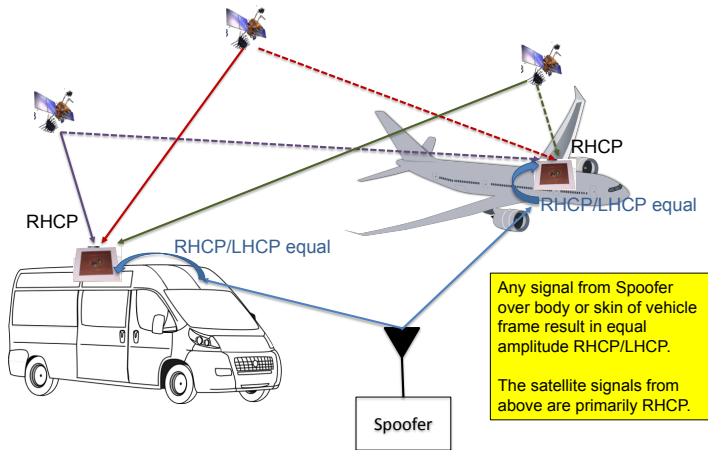 RHCP
RHCP
RHCP/LHCP equal
RHCP/LHCP equal
Any signal from Spoofer
over body or skin of vehicle
frame result in equal
amplitude RHCP/LHCP.
The satellite signals from
above are primarily RHCP.
Spoofer